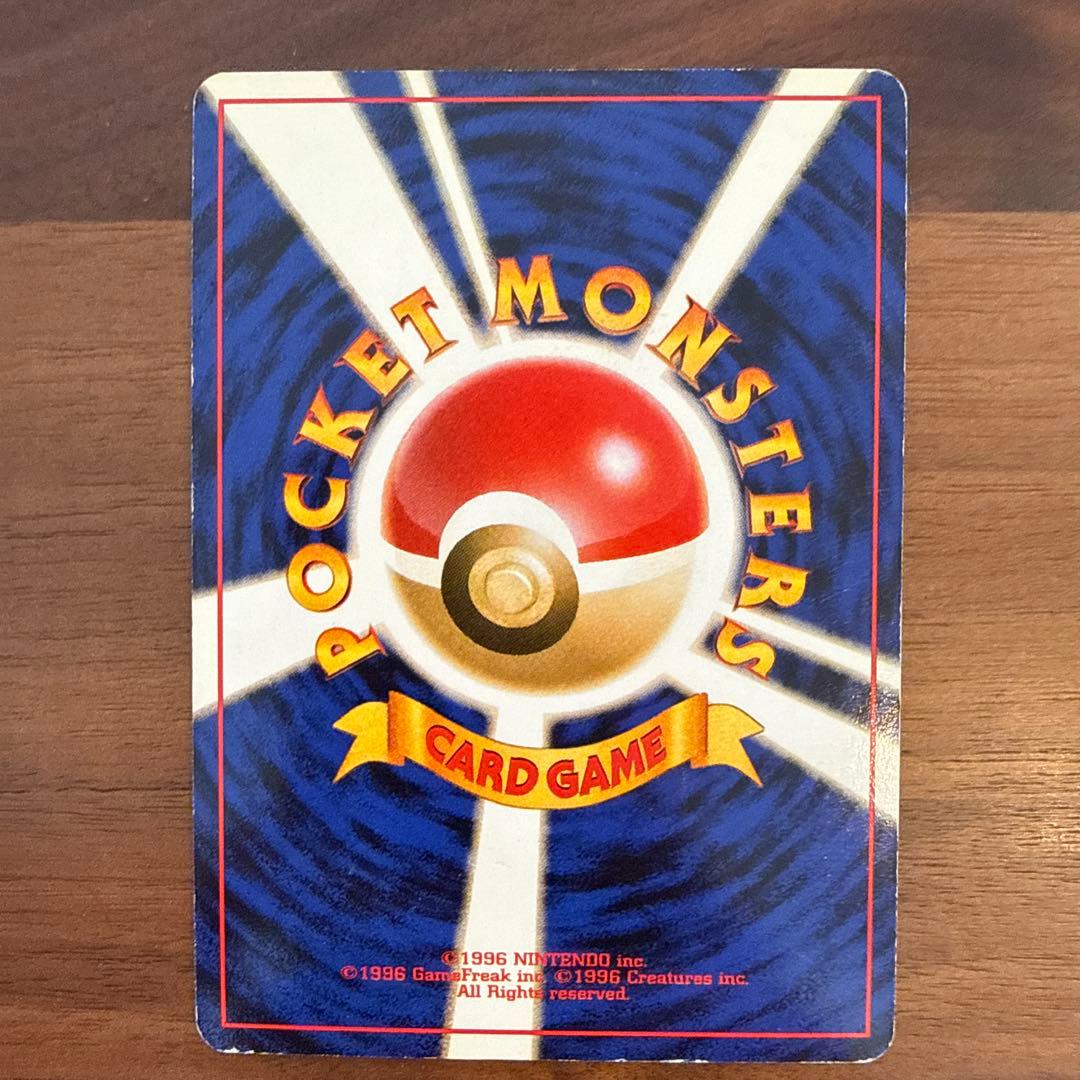 POCKET MONSTERS
CARD GAME
©1996 NINTENDO inc.
©1996 GameFreak inc. ©1996 Creatures inc.
All Rights reserved.